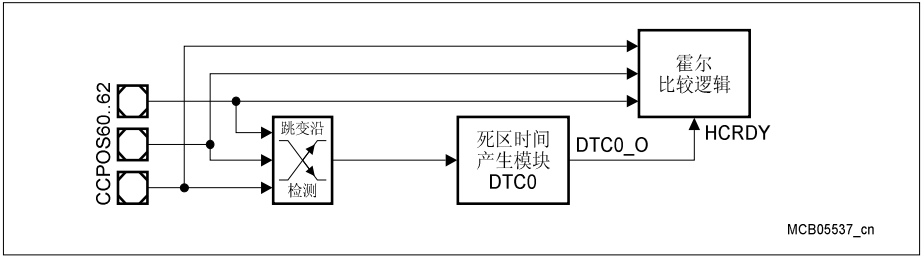 CCPOS60..62
跳变沿
检测
死区时间
产生模块
DTC0
DTC0_O
霍尔
比较逻辑
HCRDY
MCB05537_cn